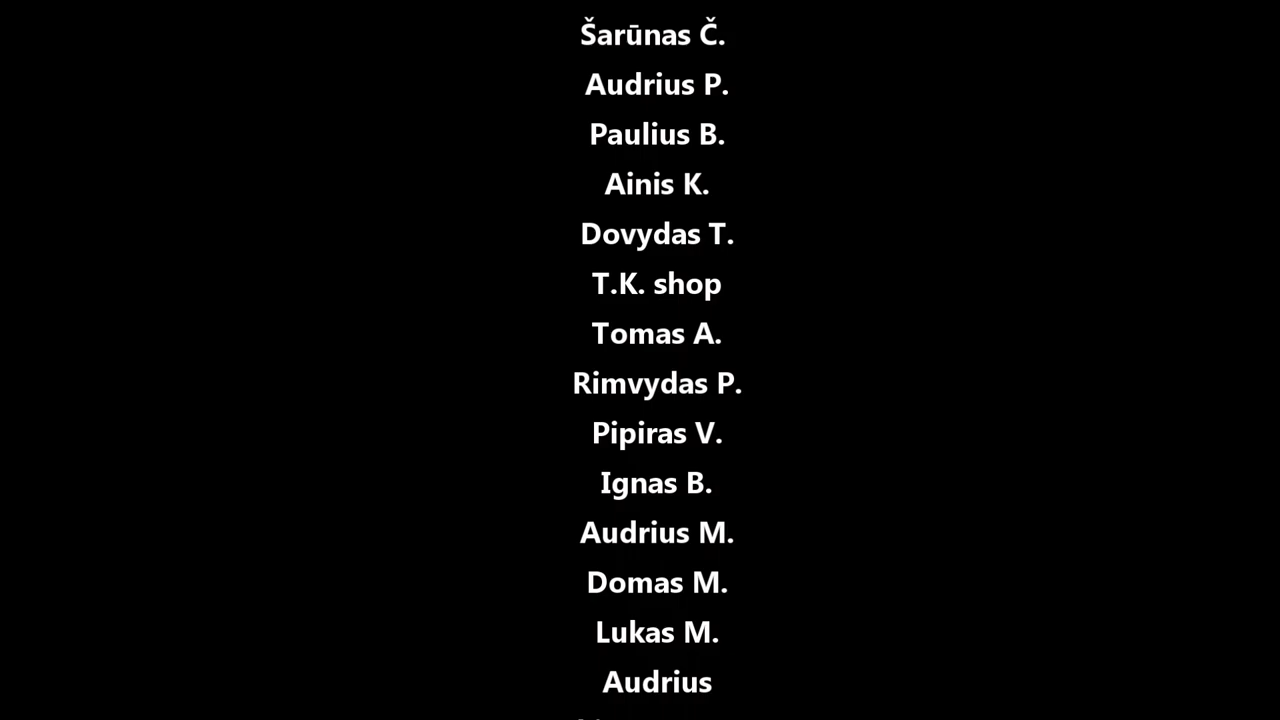 Šarūnas Č.
Audrius P.
Paulius B.
Ainis K.
Dovydas T.
T.K. shop
Tomas A.
Rimvydas P.
Pipiras V.
Ignas B.
Audrius M.
Domas M.
Lukas M.
Audrius